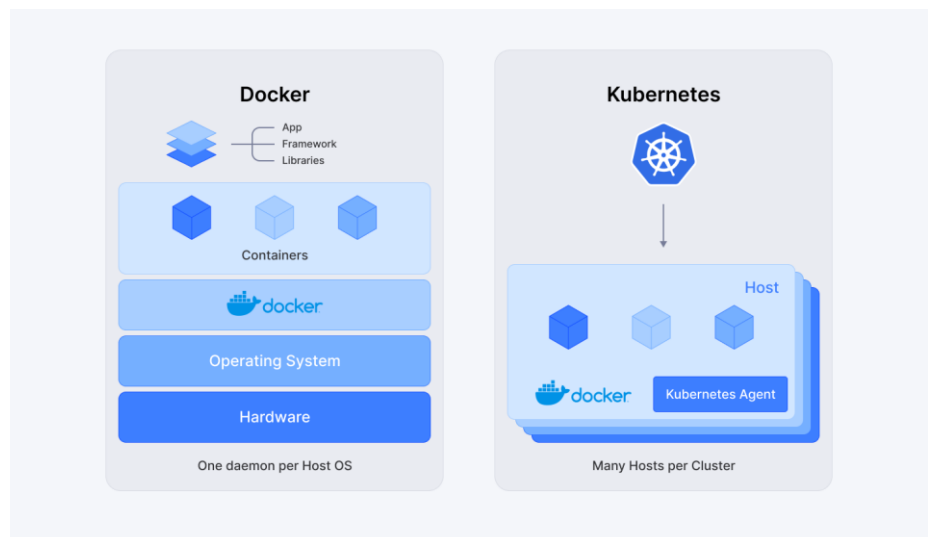 Docker
App
Framework
Libraries
Containers
docker
Operating System
Hardware
One daemon per Host OS
Kubernetes
Host
docker
Kubernetes Agent
Many Hosts per Cluster